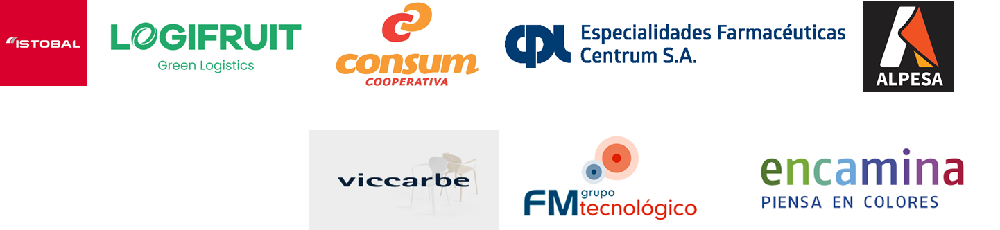 ISTOBAL
LOGIFRUIT
Green Logistics
consum
COOPERATIVA
Especialidades Farmacéuticas
Centrum S.A.
ALPESA
viccarbe
FM grupo
tecnológico
encamina
PIENSA EN COLORES